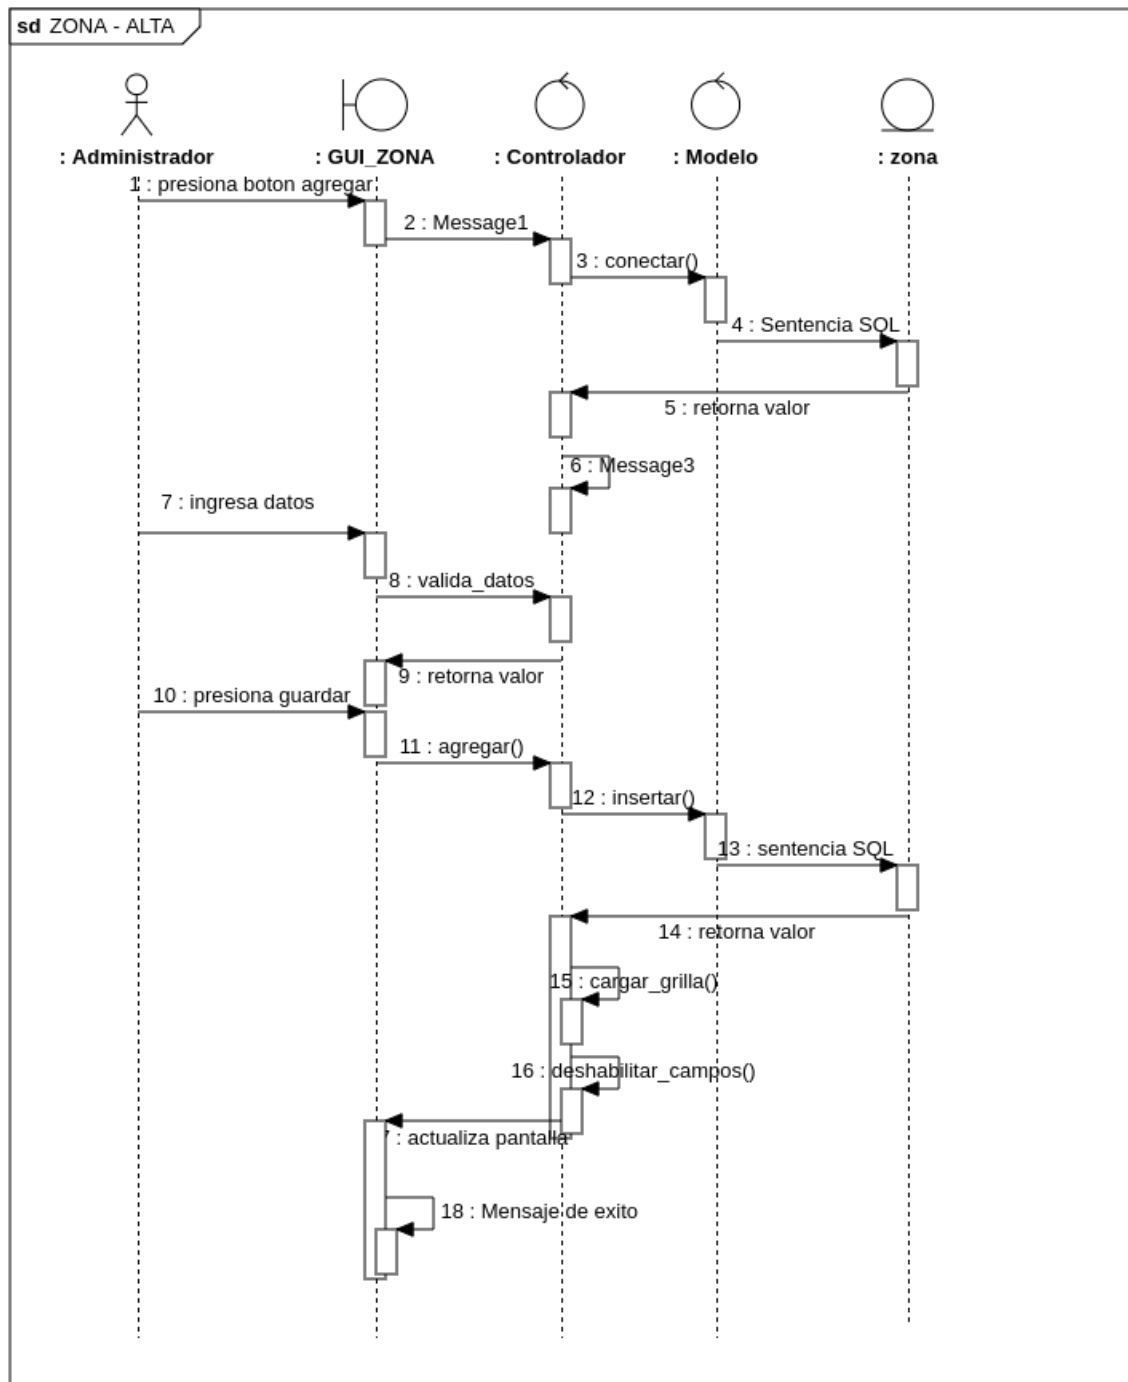 sd ZONA - ALTA
: Administrador
: GUI_ZONA
: Controlador
: Modelo
: zona
1 : presiona boton agregar
2 : Message1
3 : conectar()
4 : Sentencia SQL
5 : retorna valor
6 : Message3
7 : ingresa datos
8 : valida_datos
9 : retorna valor
10 : presiona guardar
11 : agregar()
12 : insertar()
13 : sentencia SQL
14 : retorna valor
15 : cargar_grilla()
16 : deshabilitar_campos()
7 : actualiza pantalla
18 : Mensaje de exito